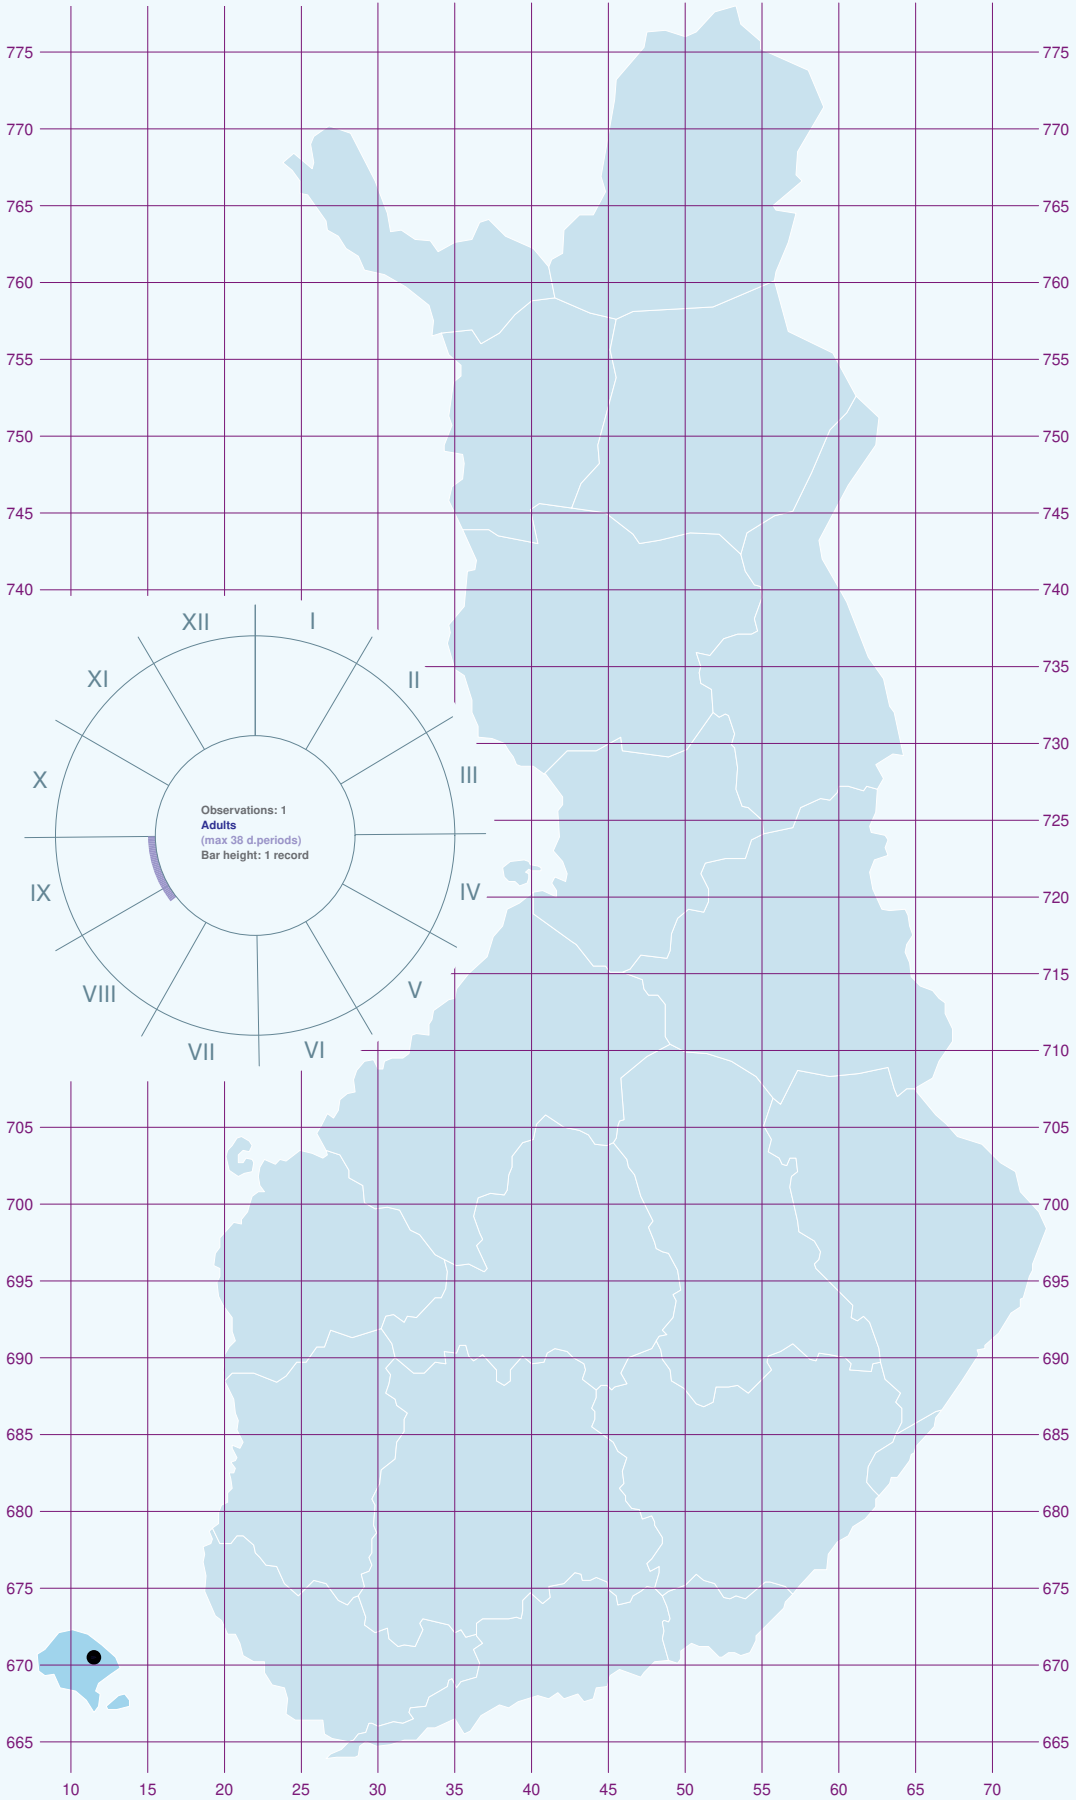 775 775
770 770
765 765
760 760
755 755
750 750
745 745
740 740
XII I
XI II
735
730
X III
725
Observations: 1
Adults
(max 38 d.periods)
Bar height: 1 record
IX IV
720
VIII V
715
VII VI
710
705 705
700 700
695 695
690 690
685 685
680 680
675 675
670 670
665 665
10 15 20 25 30 35 40 45 50 55 60 65 70